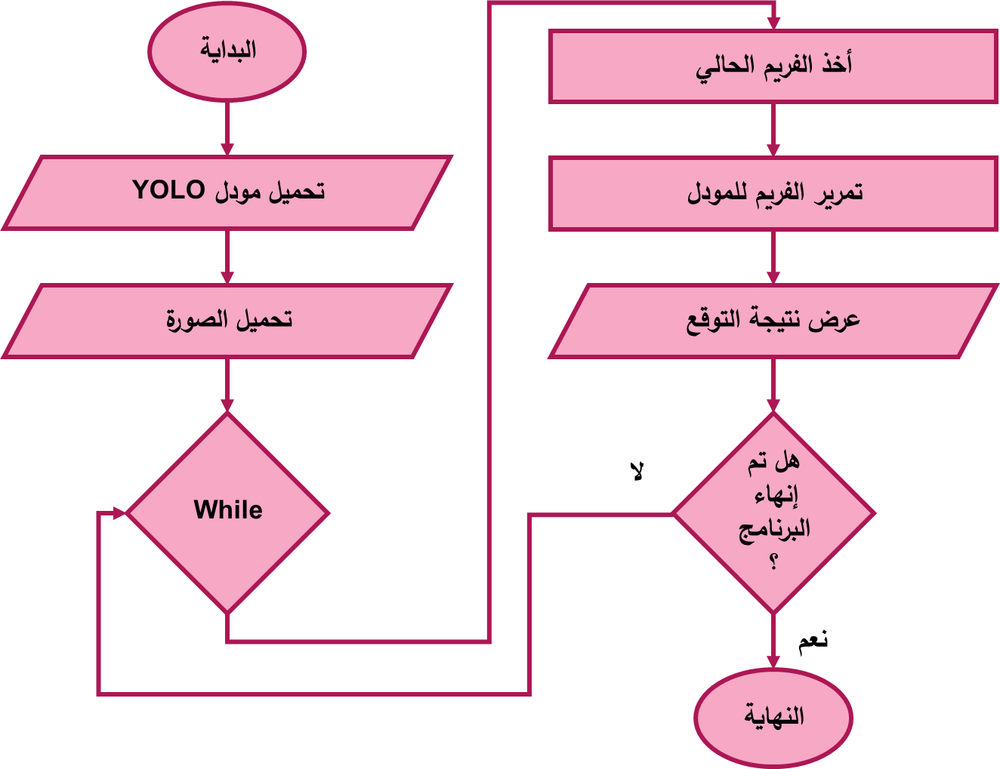 البداية
تحميل مودل YOLO
تحميل الصورة
While
أخذ الفريم الحالي
تمرير الفريم للمودل
عرض نتيجة التوقع
هل تم
إنهاء
البرنامج
؟
لا
نعم
النهاية